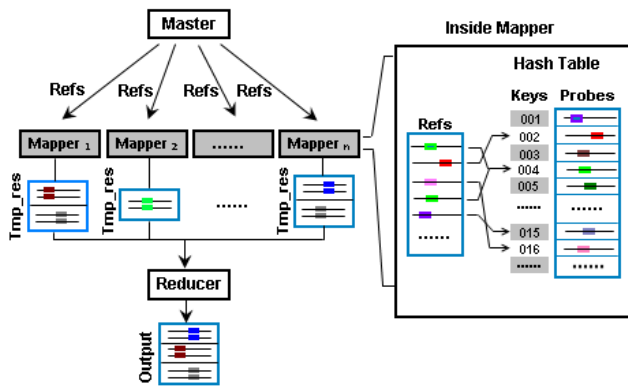 Master
Refs
Refs
Refs
Refs
Mapper 1
Mapper 2
......
Mapper n
Tmp_res
Tmp_res
......
Tmp_res
Reducer
Output
Inside Mapper
Hash Table
Keys
Probes
Refs
001
002
003
004
005
......
......
015
016
......
......
......